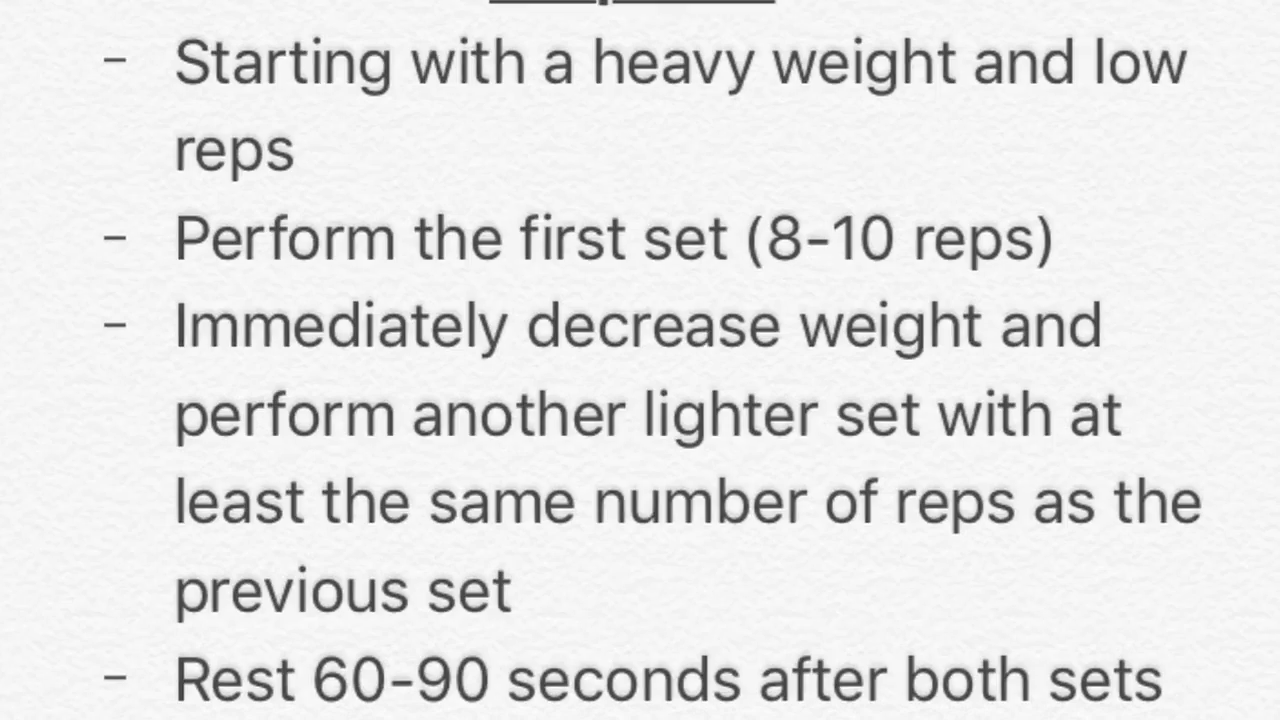 - Starting with a heavy weight and low
reps
- Perform the first set (8-10 reps)
- Immediately decrease weight and
perform another lighter set with at
least the same number of reps as the
previous set
- Rest 60-90 seconds after both sets